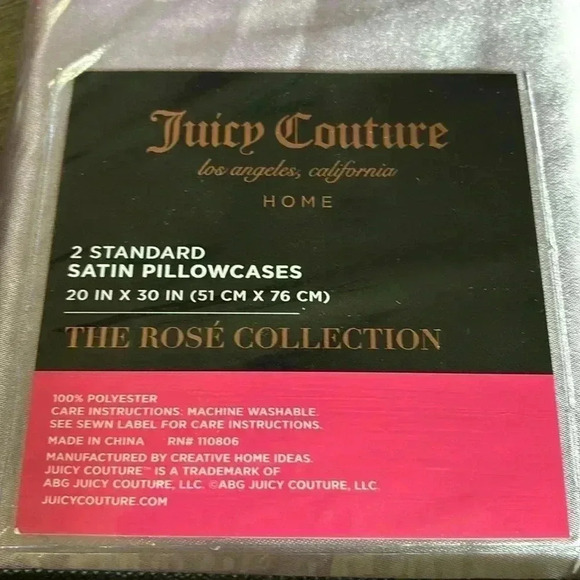 Juicy Couture
los angeles, california
HOME
2 STANDARD
SATIN PILLOWCASES
20 IN X 30 IN (51 CM X 76 CM)
THE ROSÉ COLLECTION
100% POLYESTER
CARE INSTRUCTIONS: MACHINE WASHABLE.
SEE SEWN LABEL FOR CARE INSTRUCTIONS.
MADE IN CHINA RN# 110806
MANUFACTURED BY CREATIVE HOME IDEAS.
JUICY COUTURE™ IS A TRADEMARK OF
ABG JUICY COUTURE, LLC. ©ABG JUICY COUTURE, LLC.
JUICYCOUTURE.COM